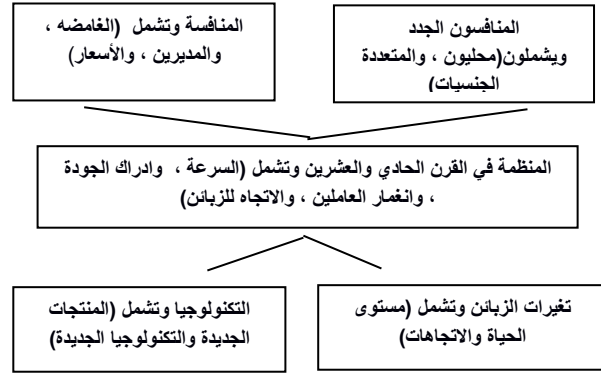 المنافسون الجدد
ويشملون(محليون ، والمتعددة
الجنسيات)
المنافسة وتشمل (الغامضه ،
والمديرين ، والأسعار)
المنظمة في القرن الحادي والعشرين وتشمل (السرعة ، وادراك الجودة
، وانغمار العاملين ، والاتجاه للزبائن)
تغيرات الزبائن وتشمل (مستوى
الحياة والاتجاهات)
التكنولوجيا وتشمل (المنتجات
الجديدة والتكنولوجيا الجديدة)